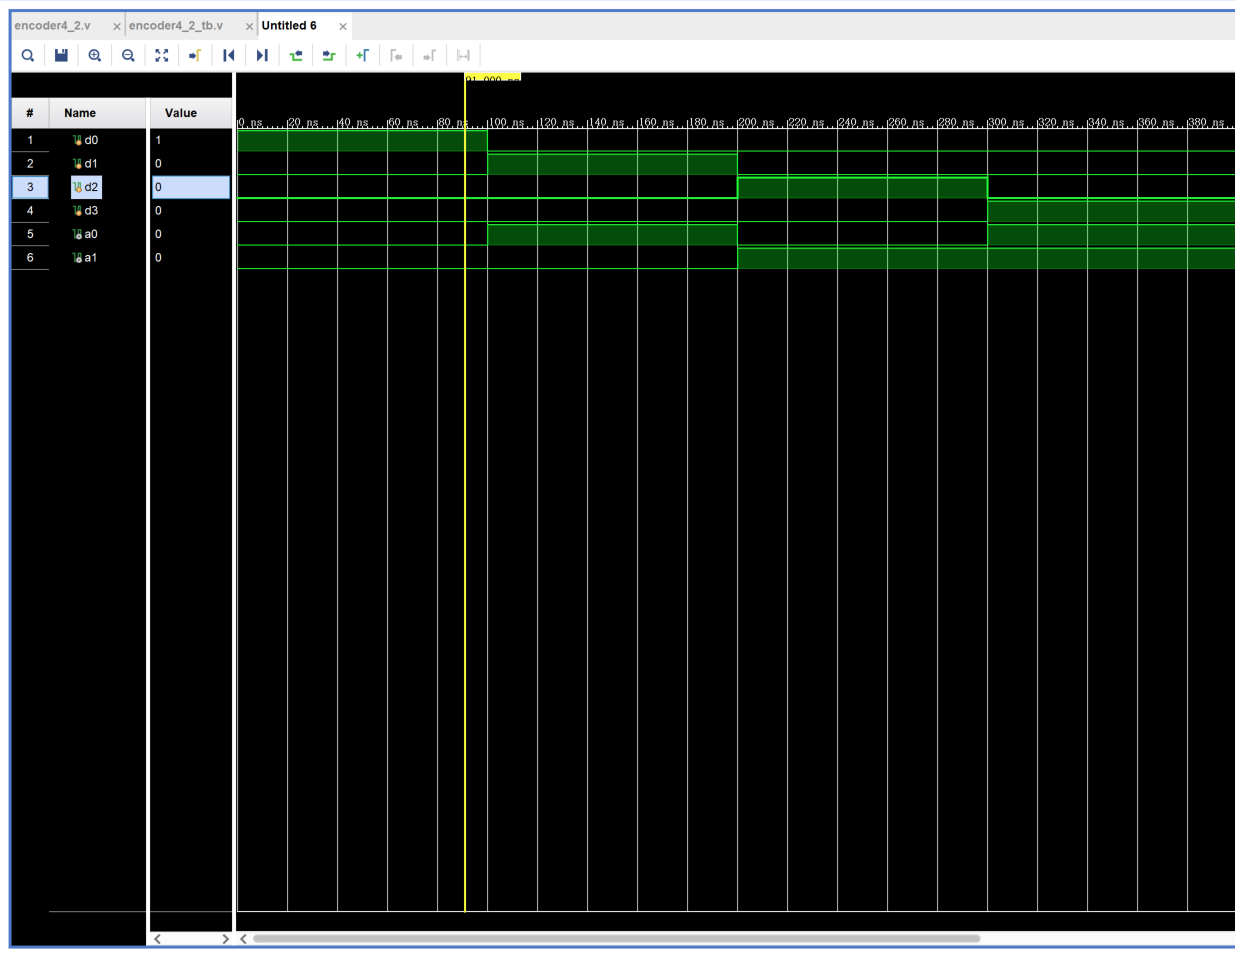 encoder4_2.v × encoder4_2_tb.v × Untitled 6 ×
91.000 ns
# Name Value
0 ns 20 ns 40 ns 60 ns 80 ns 100 ns 120 ns 140 ns 160 ns 180 ns 200 ns 220 ns 240 ns 260 ns 280 ns 300 ns 320 ns 340 ns 360 ns 380 ns
1 d0 1
2 d1 0
3 d2 0
4 d3 0
5 a0 0
6 a1 0